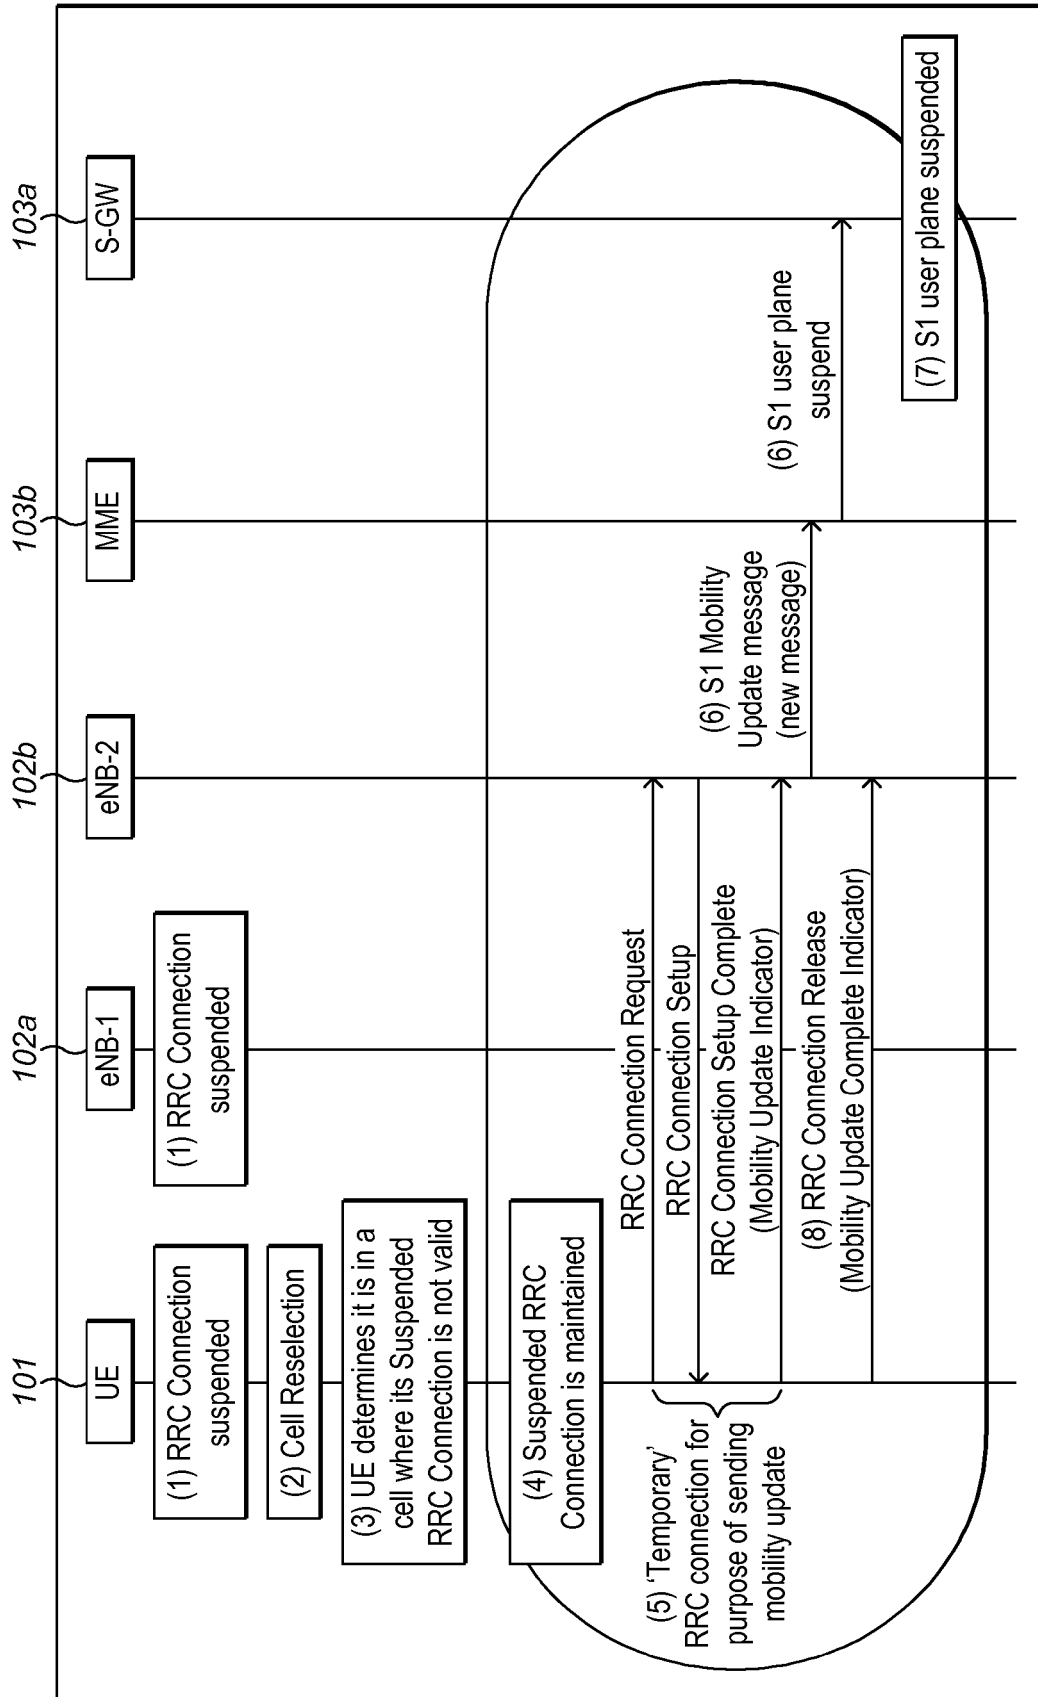 101
102a
102b
103b
103a
UE
eNB-1
eNB-2
MME
S-GW
(1) RRC Connection
suspended
(1) RRC Connection
suspended
(2) Cell Reselection
(3) UE determines it is in a
cell where its Suspended
RRC Connection is not valid
(4) Suspended RRC
Connection is maintained
(5) ‘Temporary’
RRC connection for
purpose of sending
mobility update
RRC Connection Request
RRC Connection Setup
RRC Connection Setup Complete
(Mobility Update Indicator)
(6) S1 Mobility
Update message
(new message)
(6) S1 user plane
suspend
(8) RRC Connection Release
(Mobility Update Complete Indicator)
(7) S1 user plane suspended